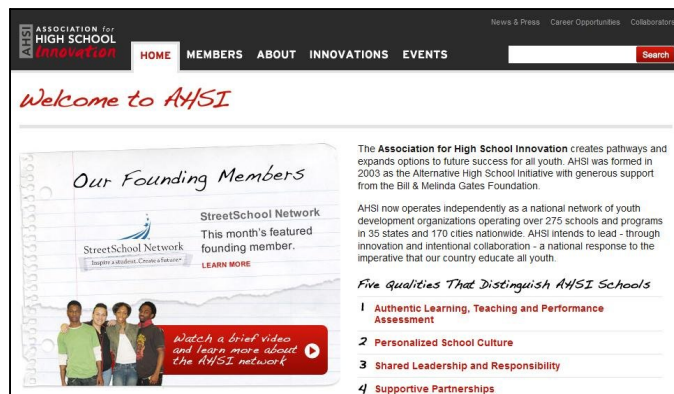 News & Press Career Opportunities Collaborators
AHSI ASSOCIATION for
HIGH SCHOOL
Innovation
HOME MEMBERS ABOUT INNOVATIONS EVENTS
Search
Welcome to AHSI
Our Founding Members
StreetSchool Network
Inspire a student. Create a future.
StreetSchool Network
This month's featured
founding member.
LEARN MORE
Watch a brief video
and learn more about
the AHSI network
The Association for High School Innovation creates pathways and
expands options to future success for all youth. AHSI was formed in
2003 as the Alternative High School Initiative with generous support
from the Bill & Melinda Gates Foundation.
AHSI now operates independently as a national network of youth
development organizations operating over 275 schools and programs
in 35 states and 170 cities nationwide. AHSI intends to lead - through
innovation and intentional collaboration - a national response to the
imperative that our country educate all youth.
Five Qualities That Distinguish AHSI Schools
1 Authentic Learning, Teaching and Performance
Assessment
2 Personalized School Culture
3 Shared Leadership and Responsibility
4 Supportive Partnerships